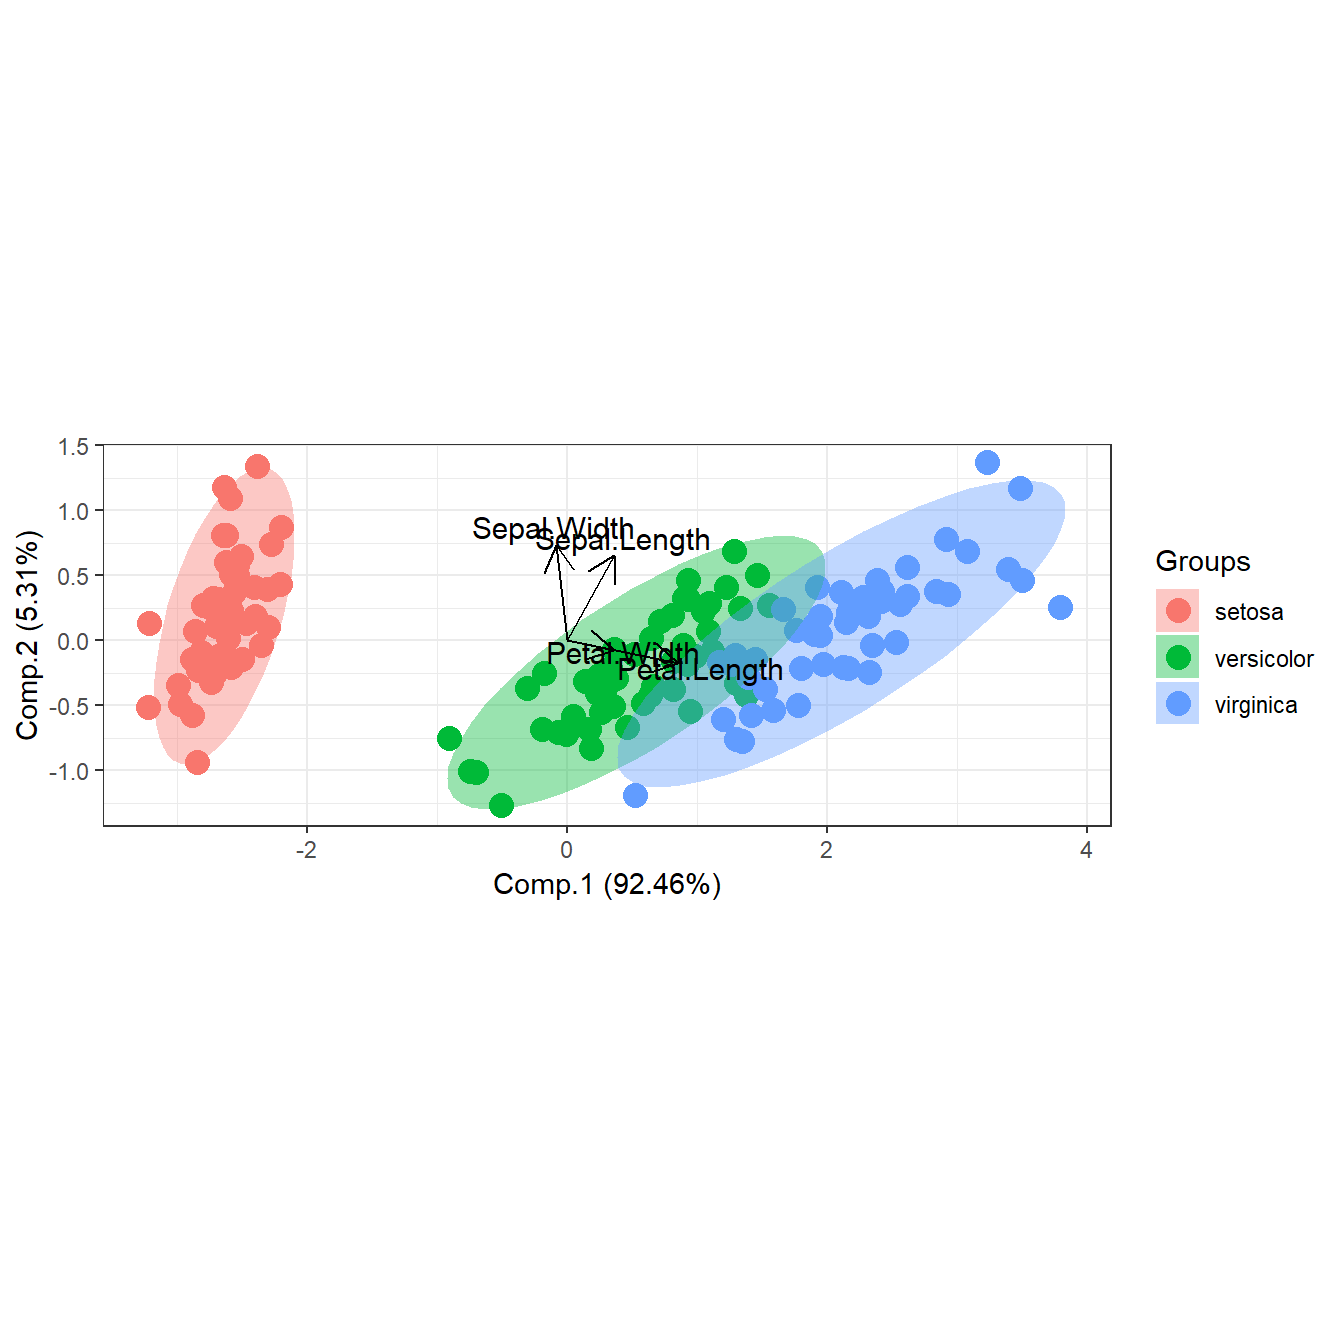 1.5
1.0
0.5
0.0
-0.5
-1.0
Comp.2 (5.31%)
Sepal.Width
Sepal.Length
Petal.Width
Petal.Length
-2
0
2
4
Comp.1 (92.46%)
Groups
setosa
versicolor
virginica